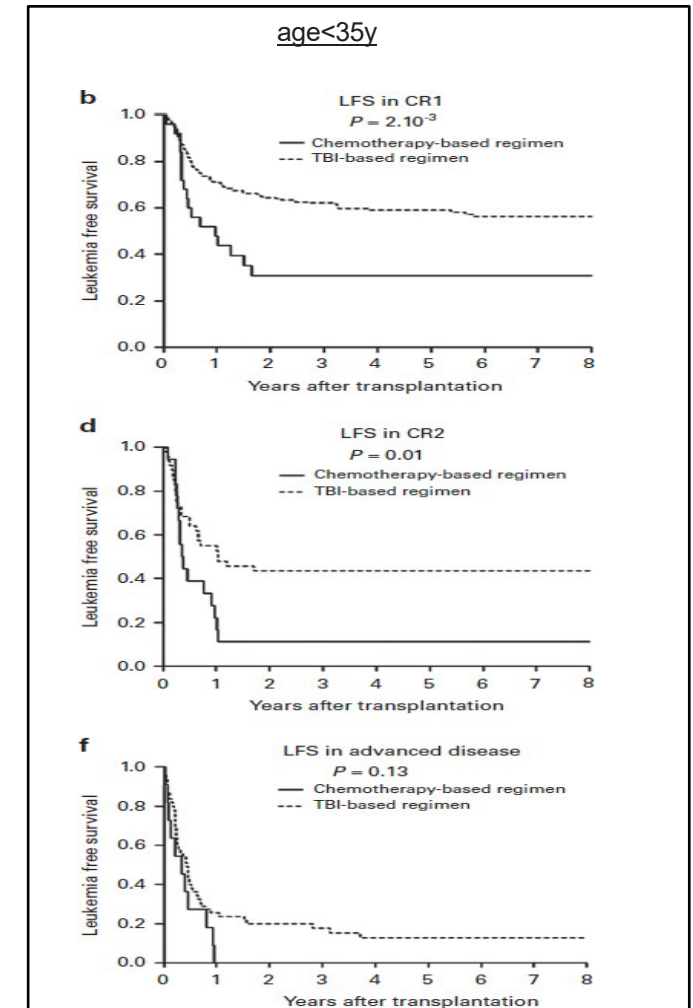 age<35y
b
LFS in CR1
P = 2.10-3
Chemotherapy-based regimen
TBI-based regimen
Leukemia free survival
1.0
0.8
0.6
0.4
0.2
0.0
0 1 2 3 4 5 6 7 8
Years after transplantation
d
LFS in CR2
P = 0.01
Chemotherapy-based regimen
TBI-based regimen
Leukemia free survival
1.0
0.8
0.6
0.4
0.2
0.0
0 1 2 3 4 5 6 7 8
Years after transplantation
f
LFS in advanced disease
P = 0.13
Chemotherapy-based regimen
TBI-based regimen
Leukemia free survival
1.0
0.8
0.6
0.4
0.2
0.0
0 1 2 3 4 5 6 7 8
Years after transplantation